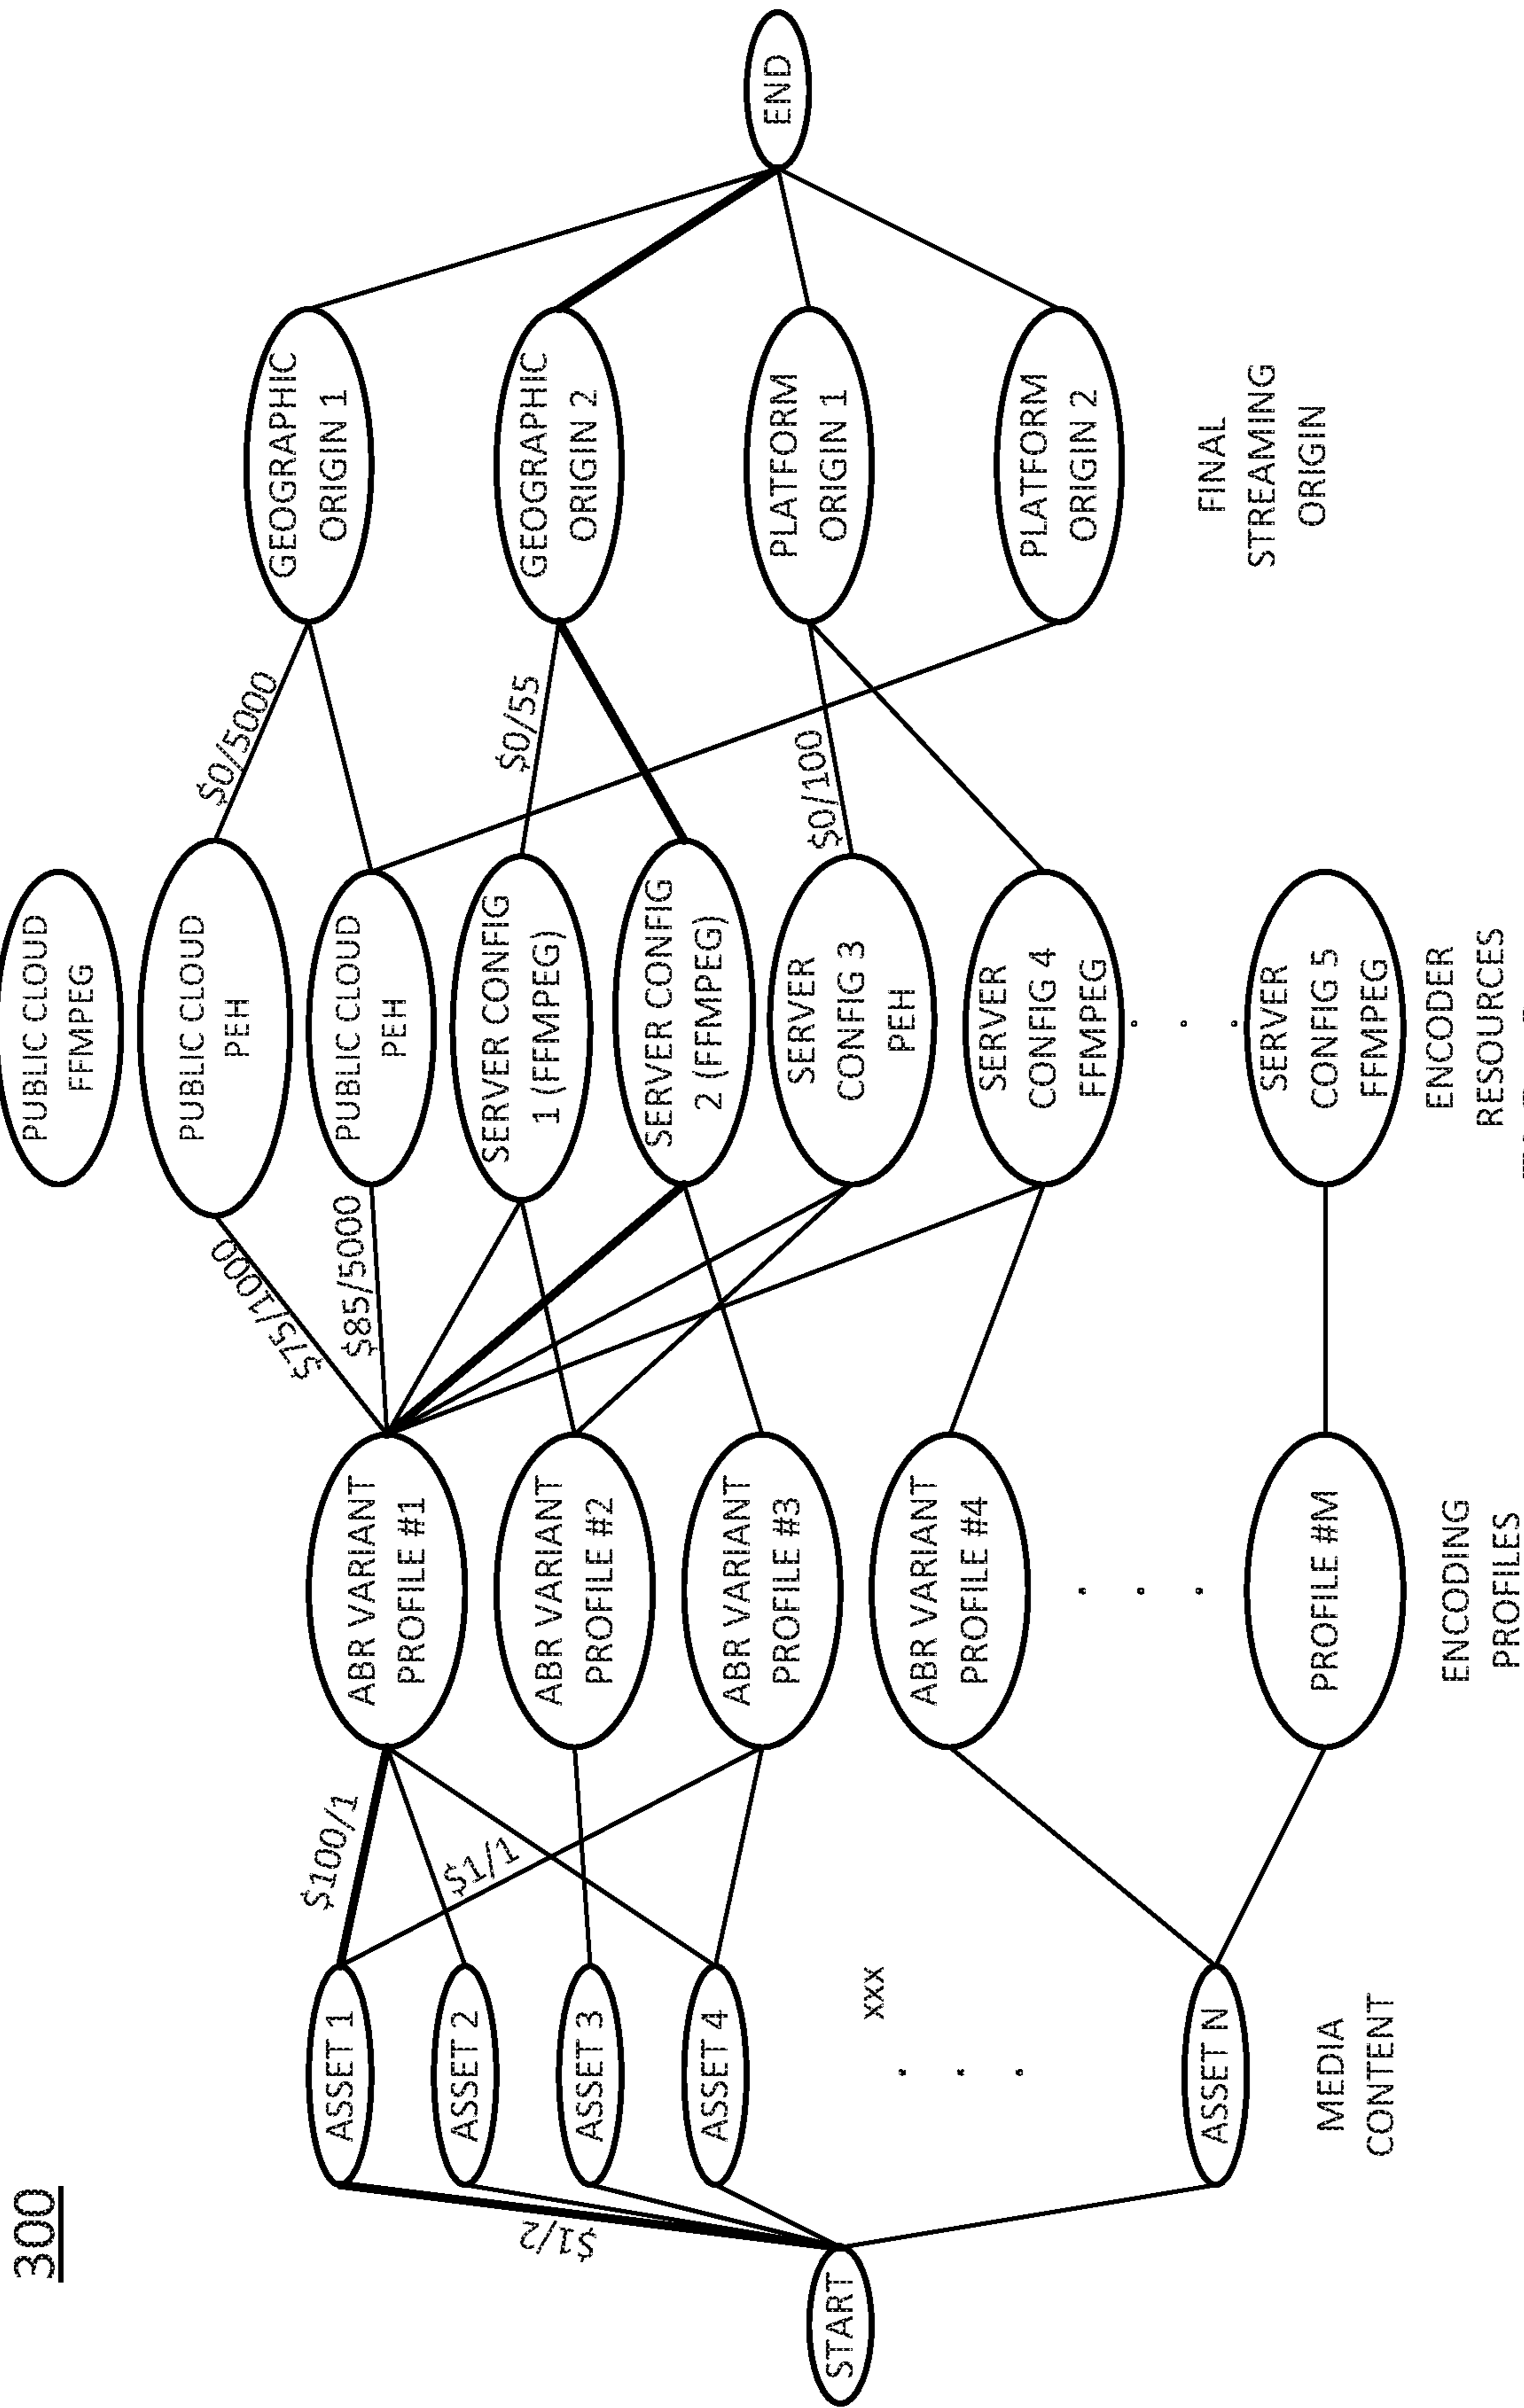 300
START
$1/2
ASSET 1
ASSET 2
ASSET 3
ASSET 4
xxx
ASSET N
MEDIA
CONTENT
$100/1
$1/1
ABR VARIANT
PROFILE #1
ABR VARIANT
PROFILE #2
ABR VARIANT
PROFILE #3
ABR VARIANT
PROFILE #4
PROFILE #M
ENCODING
PROFILES
$75/1000
$85/5000
PUBLIC CLOUD
FFMPEG
PUBLIC CLOUD
PEH
PUBLIC CLOUD
PEH
SERVER CONFIG
1 (FFMPEG)
SERVER CONFIG
2 (FFMPEG)
SERVER
CONFIG 3
PEH
SERVER
CONFIG 4
FFMPEG
SERVER
CONFIG 5
FFMPEG
ENCODER
RESOURCES
$0/5000
$0/55
$0/100
GEOGRAPHIC
ORIGIN 1
GEOGRAPHIC
ORIGIN 2
PLATFORM
ORIGIN 1
PLATFORM
ORIGIN 2
FINAL
STREAMING
ORIGIN
END